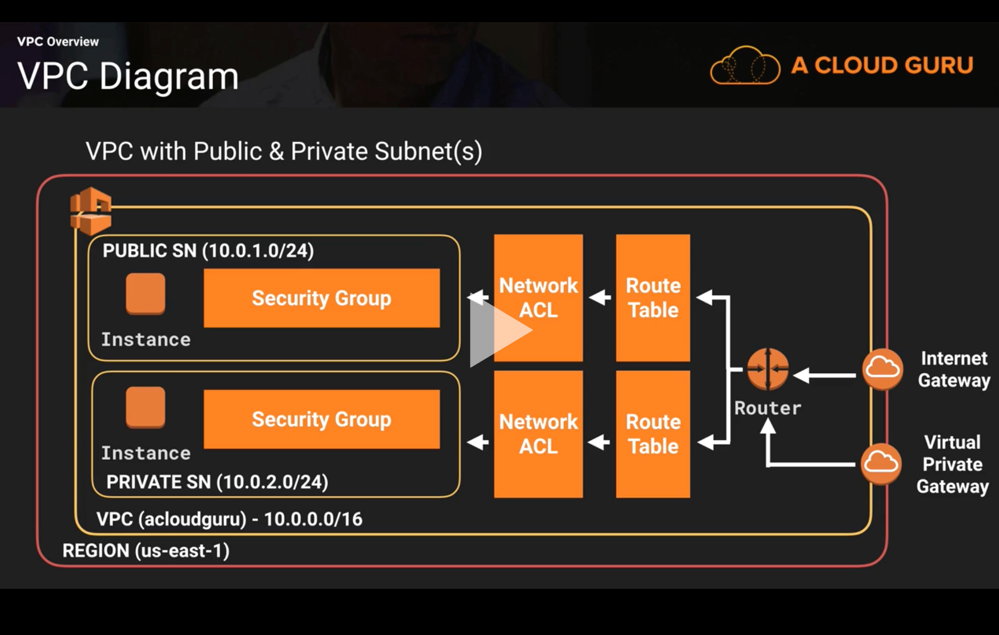 VPC Overview
VPC Diagram
A CLOUD GURU
VPC with Public & Private Subnet(s)
PUBLIC SN (10.0.1.0/24)
Instance
Security Group
Network
ACL
Route
Table
Instance
Security Group
PRIVATE SN (10.0.2.0/24)
Network
ACL
Route
Table
Router
Internet
Gateway
Virtual
Private
Gateway
VPC (acloudguru) - 10.0.0.0/16
REGION (us-east-1)